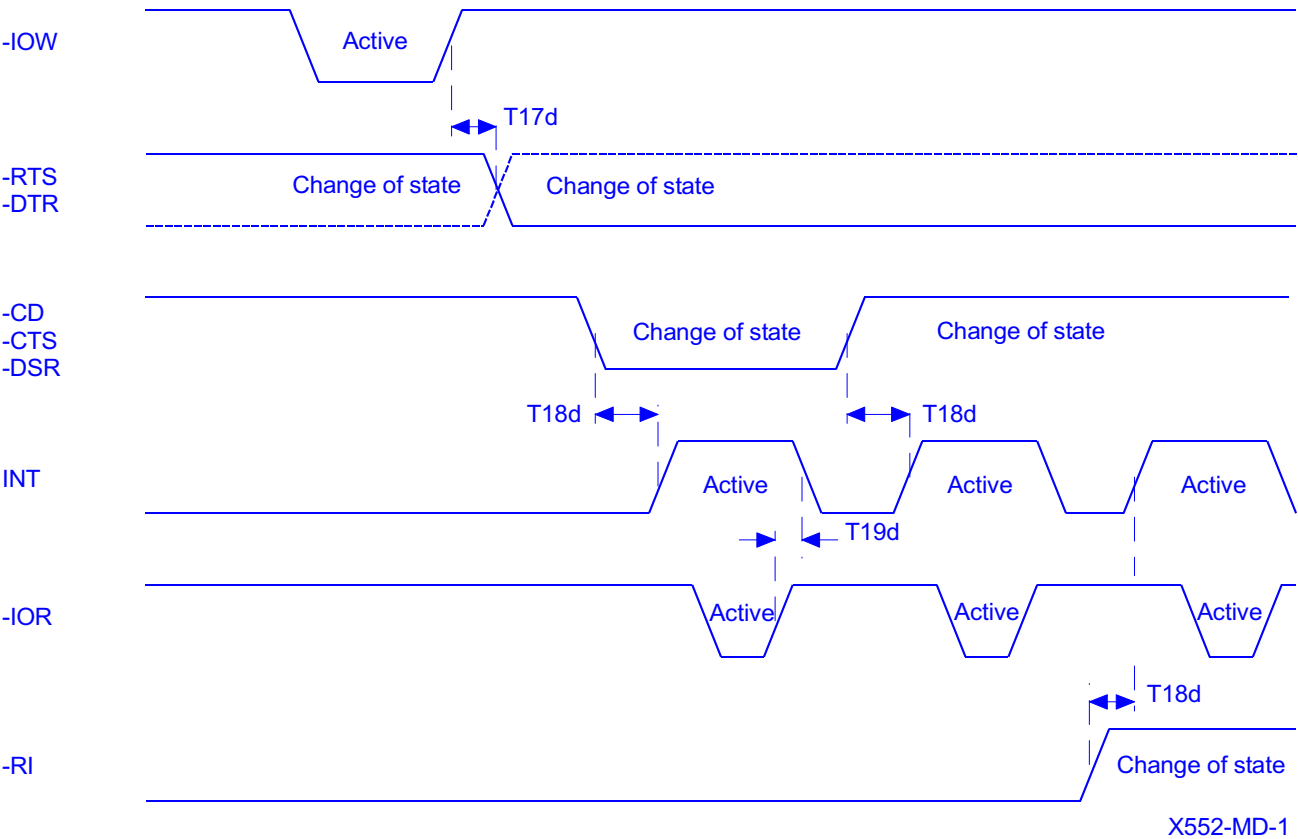 -IOW
Active
T17d
-RTS
-DTR
Change of state
Change of state
-CD
-CTS
-DSR
Change of state
Change of state
T18d
T18d
INT
Active
Active
Active
T19d
-IOR
Active
Active
Active
T18d
-RI
Change of state
X552-MD-1